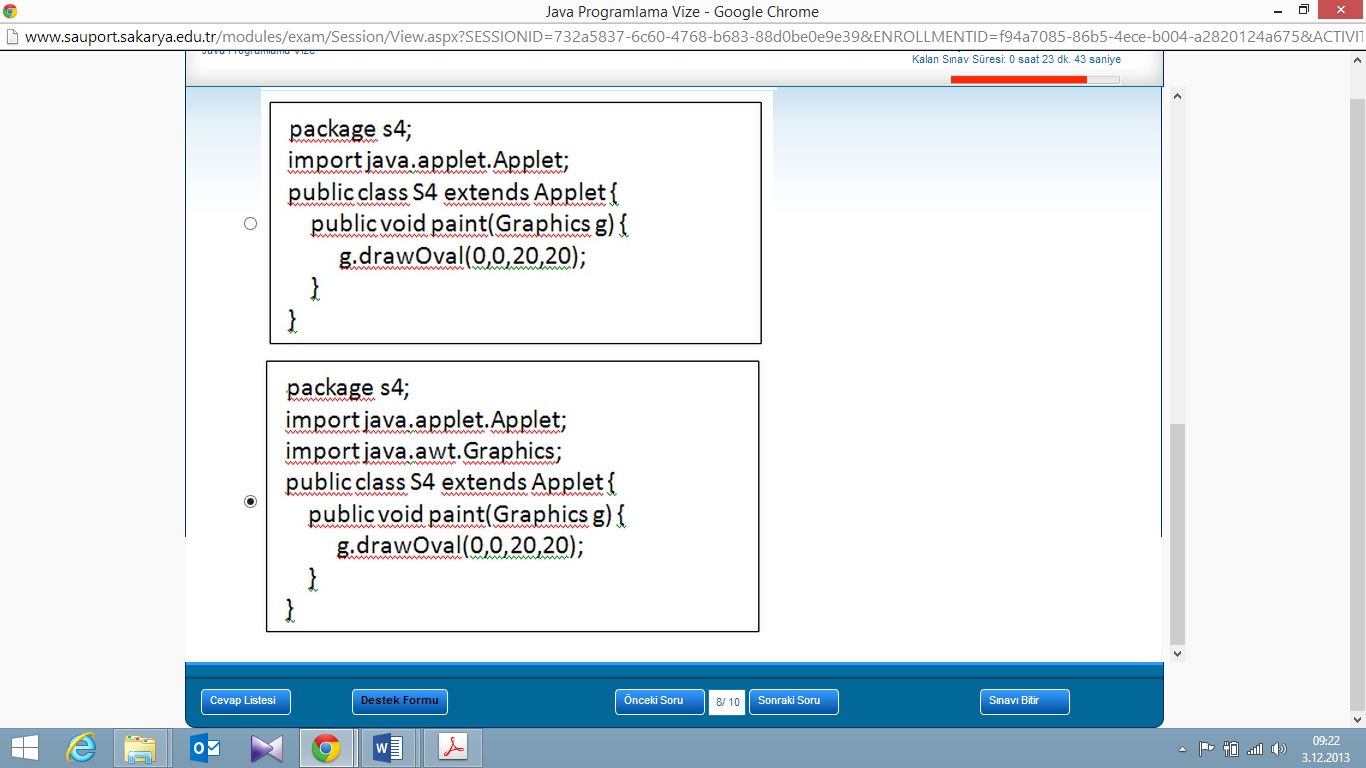 Java Programlama Vize - Google Chrome
www.sauport.sakarya.edu.tr/modules/exam/Session/View.aspx?SESSIONID=732a5837-6c60-4768-b683-88d0be0e9e39&ENROLLMENTID=f94a7085-86b5-4ece-b004-a2820124a675&ACTIVIT
Java Programlama Vize
Kalan Sınav Süresi: 0 saat 23 dk. 43 saniye
package s4;
import java.applet.Applet;
public class S4 extends Applet {
public void paint(Graphics g) {
g.drawOval(0,0,20,20);
}
}
package s4;
import java.applet.Applet;
import java.awt.Graphics;
public class S4 extends Applet {
public void paint(Graphics g) {
g.drawOval(0,0,20,20);
}
}
Cevap Listesi
Destek Formu
Önceki Soru
8/ 10
Sonraki Soru
Sınavı Bitir
09:22
3.12.2013